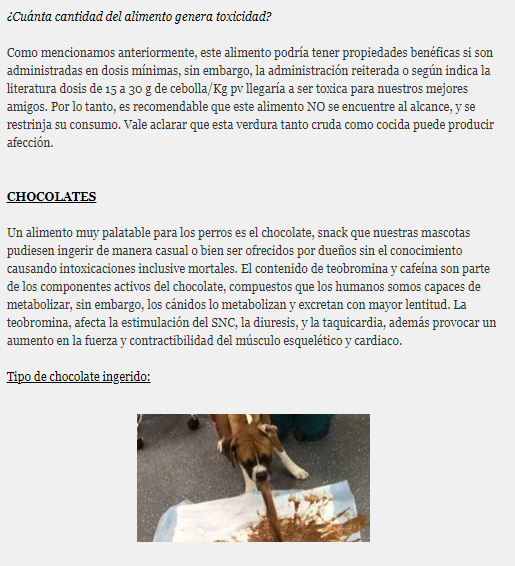 ¿Cuánta cantidad del alimento genera toxicidad?
Como mencionamos anteriormente, este alimento podría tener propiedades benéficas si son
administradas en dosis mínimas, sin embargo, la administración reiterada o según indica la
literatura dosis de 15 a 30 g de cebolla/Kg pv llegaría a ser toxica para nuestros mejores
amigos. Por lo tanto, es recomendable que este alimento NO se encuentre al alcance, y se
restrinja su consumo. Vale aclarar que esta verdura tanto cruda como cocida puede producir
afección.
CHOCOLATES
Un alimento muy palatable para los perros es el chocolate, snack que nuestras mascotas
pudiesen ingerir de manera casual o bien ser ofrecidos por dueños sin el conocimiento
causando intoxicaciones inclusive mortales. El contenido de teobromina y cafeína son parte
de los componentes activos del chocolate, compuestos que los humanos somos capaces de
metabolizar, sin embargo, los cánidos lo metabolizan y excretan con mayor lentitud. La
teobromina, afecta la estimulación del SNC, la diuresis, y la taquicardia, además provocar un
aumento en la fuerza y contractibilidad del músculo esquelético y cardiaco.
Tipo de chocolate ingerido: